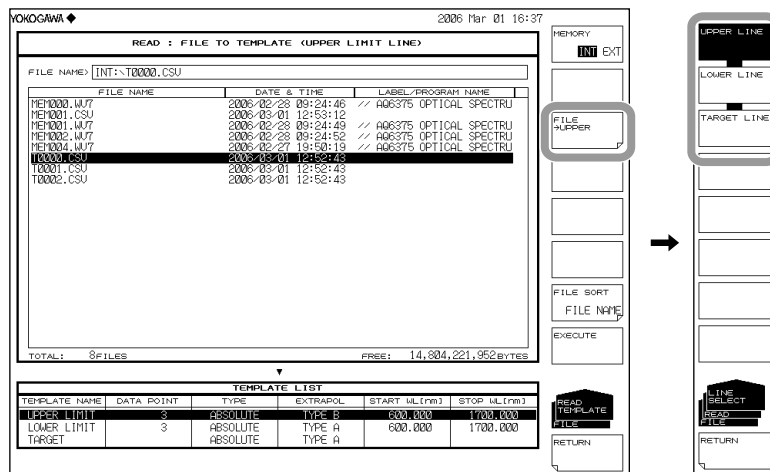 YOKOGAWA ◆ 2006 Mar 01 16:37
READ : FILE TO TEMPLATE (UPPER LIMIT LINE)
FILE NAME> INT:\T0000.CSV
FILE NAME DATE & TIME LABEL/PROGRAM NAME
MEM000.WV7 2006/02/28 09:24:46 // AQ6375 OPTICAL SPECTRU
MEM001.CSV 2006/03/01 12:53:12
MEM001.WV7 2006/02/28 09:24:49 // AQ6375 OPTICAL SPECTRU
MEM002.WV7 2006/02/28 09:24:52 // AQ6375 OPTICAL SPECTRU
MEM004.WV7 2006/02/27 19:50:19 // AQ6375 OPTICAL SPECTRU
T0000.CSV 2006/03/01 12:52:43
T0001.CSV 2006/03/01 12:52:43
T0002.CSV 2006/03/01 12:52:43
TOTAL: 8FILES FREE: 14,804,221,952BYTES
▼
TEMPLATE LIST
TEMPLATE NAME DATA POINT TYPE EXTRAPOL START WL[nm] STOP WL[nm]
UPPER LIMIT 3 ABSOLUTE TYPE B 600.000 1700.000
LOWER LIMIT 3 ABSOLUTE TYPE A 600.000 1700.000
TARGET ABSOLUTE TYPE A
MEMORY
INT EXT
FILE
→UPPER
FILE SORT
FILE NAME
EXECUTE
READ
TEMPLATE
FILE
RETURN
→
UPPER LINE
LOWER LINE
TARGET LINE
LINE
SELECT
READ
FILE
RETURN